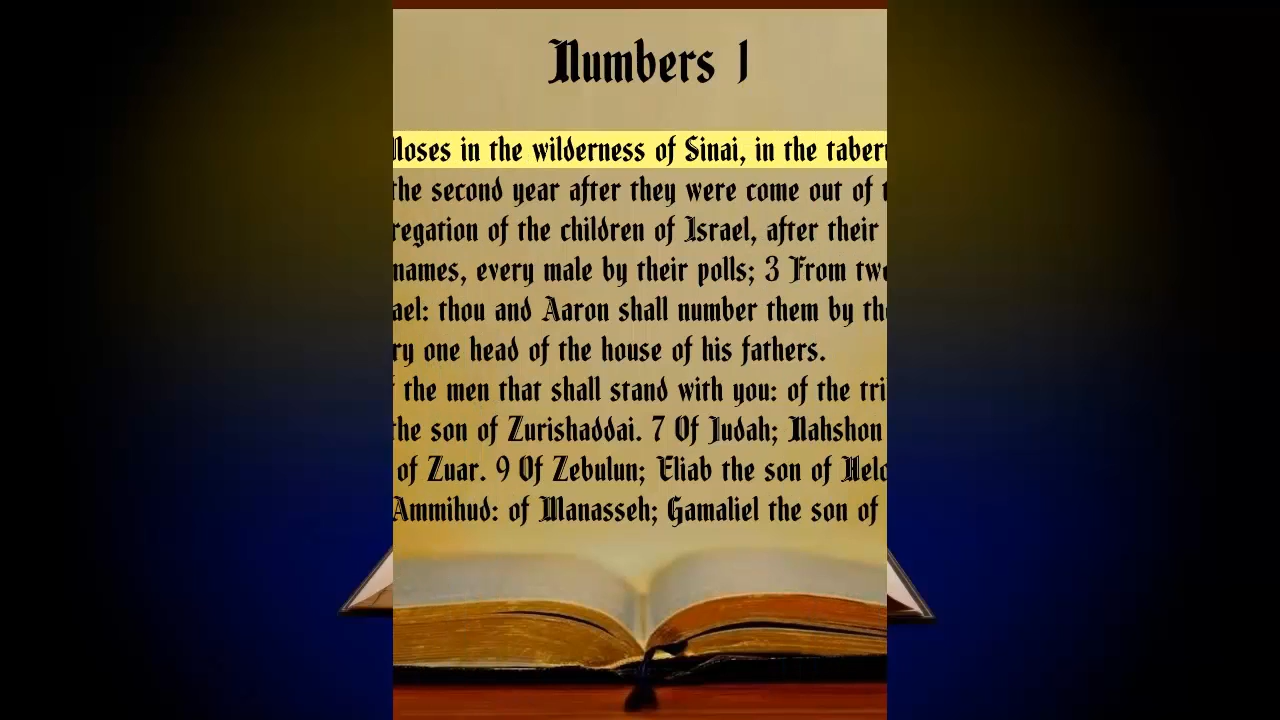 Numbers 1
Moses in the wilderness of Sinai, in the tabern
the second year after they were come out of t
regation of the children of Israel, after their
names, every male by their polls; 3 From twe
ael: thou and Aaron shall number them by the
ry one head of the house of his fathers.
f the men that shall stand with you: of the tri
the son of Zurishaddai. 7 Of Judah; Nahshon
of Zuar. 9 Of Zebulun; Eliab the son of Helo
Ammihud: of Manasseh; Gamaliel the son of